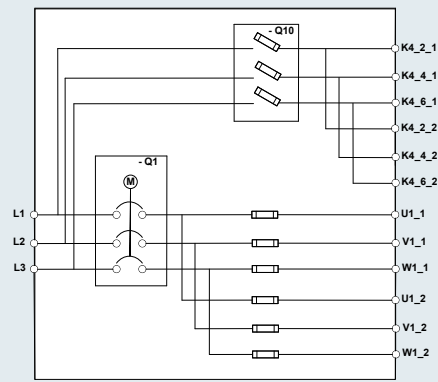 - Q10
K4_2_1
K4_4_1
K4_6_1
K4_2_2
K4_4_2
K4_6_2
- Q1
M
L1
L2
L3
U1_1
V1_1
W1_1
U1_2
V1_2
W1_2